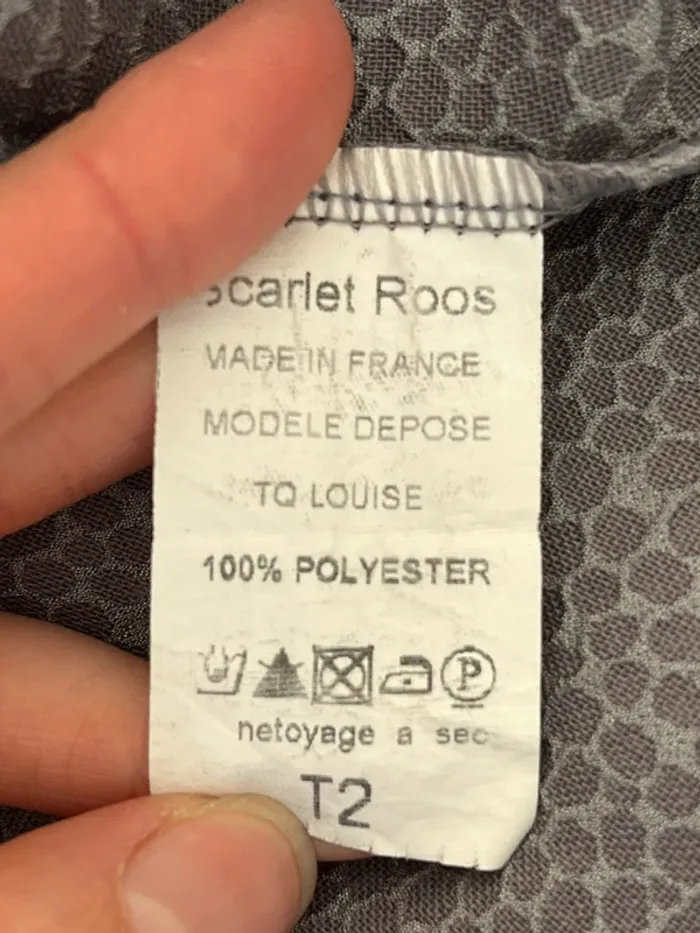 Scarlet Roos
MADE IN FRANCE
MODELE DEPOSE
TQ LOUISE
100% POLYESTER
P
netoyage a sec
T2